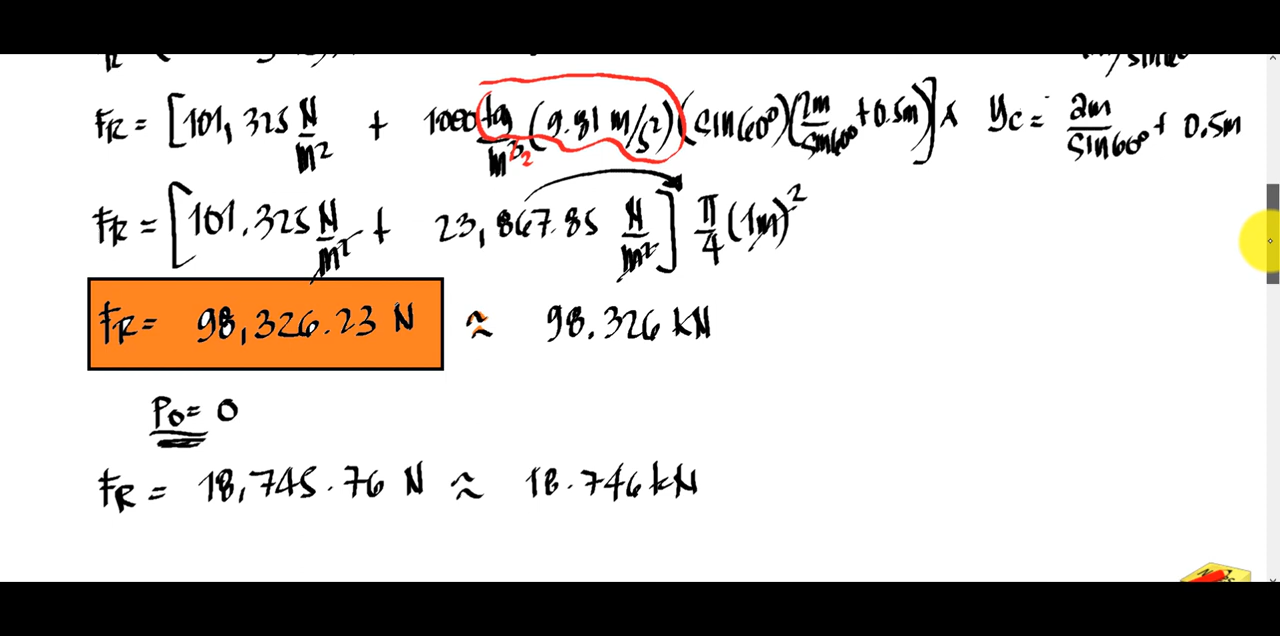 FR = [101,325 N/m² + 1000 kg/m³² (9.81 m/s²)(sin60°)(2m/sin60° + 0.5m)] x yc = 2m/sin60° + 0.5m
FR = [101,325 N/m² + 23,867.85 N/m²] π/4 (1m)²
FR = 98,326.23 N ≈ 98.326 kN
Po = 0
FR = 18,745.76 N ≈ 18.746 kN